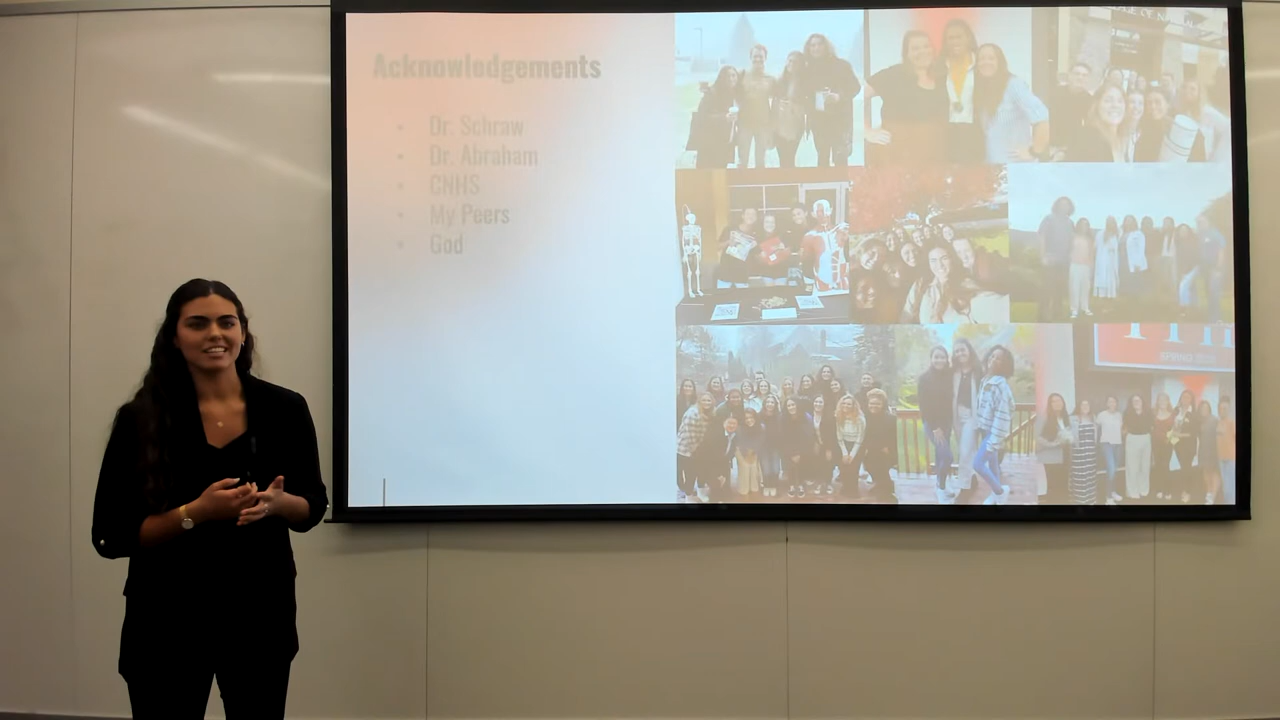 Acknowledgements
• Dr. Schraw
• Dr. Abraham
• CNHS
• My Peers
• God